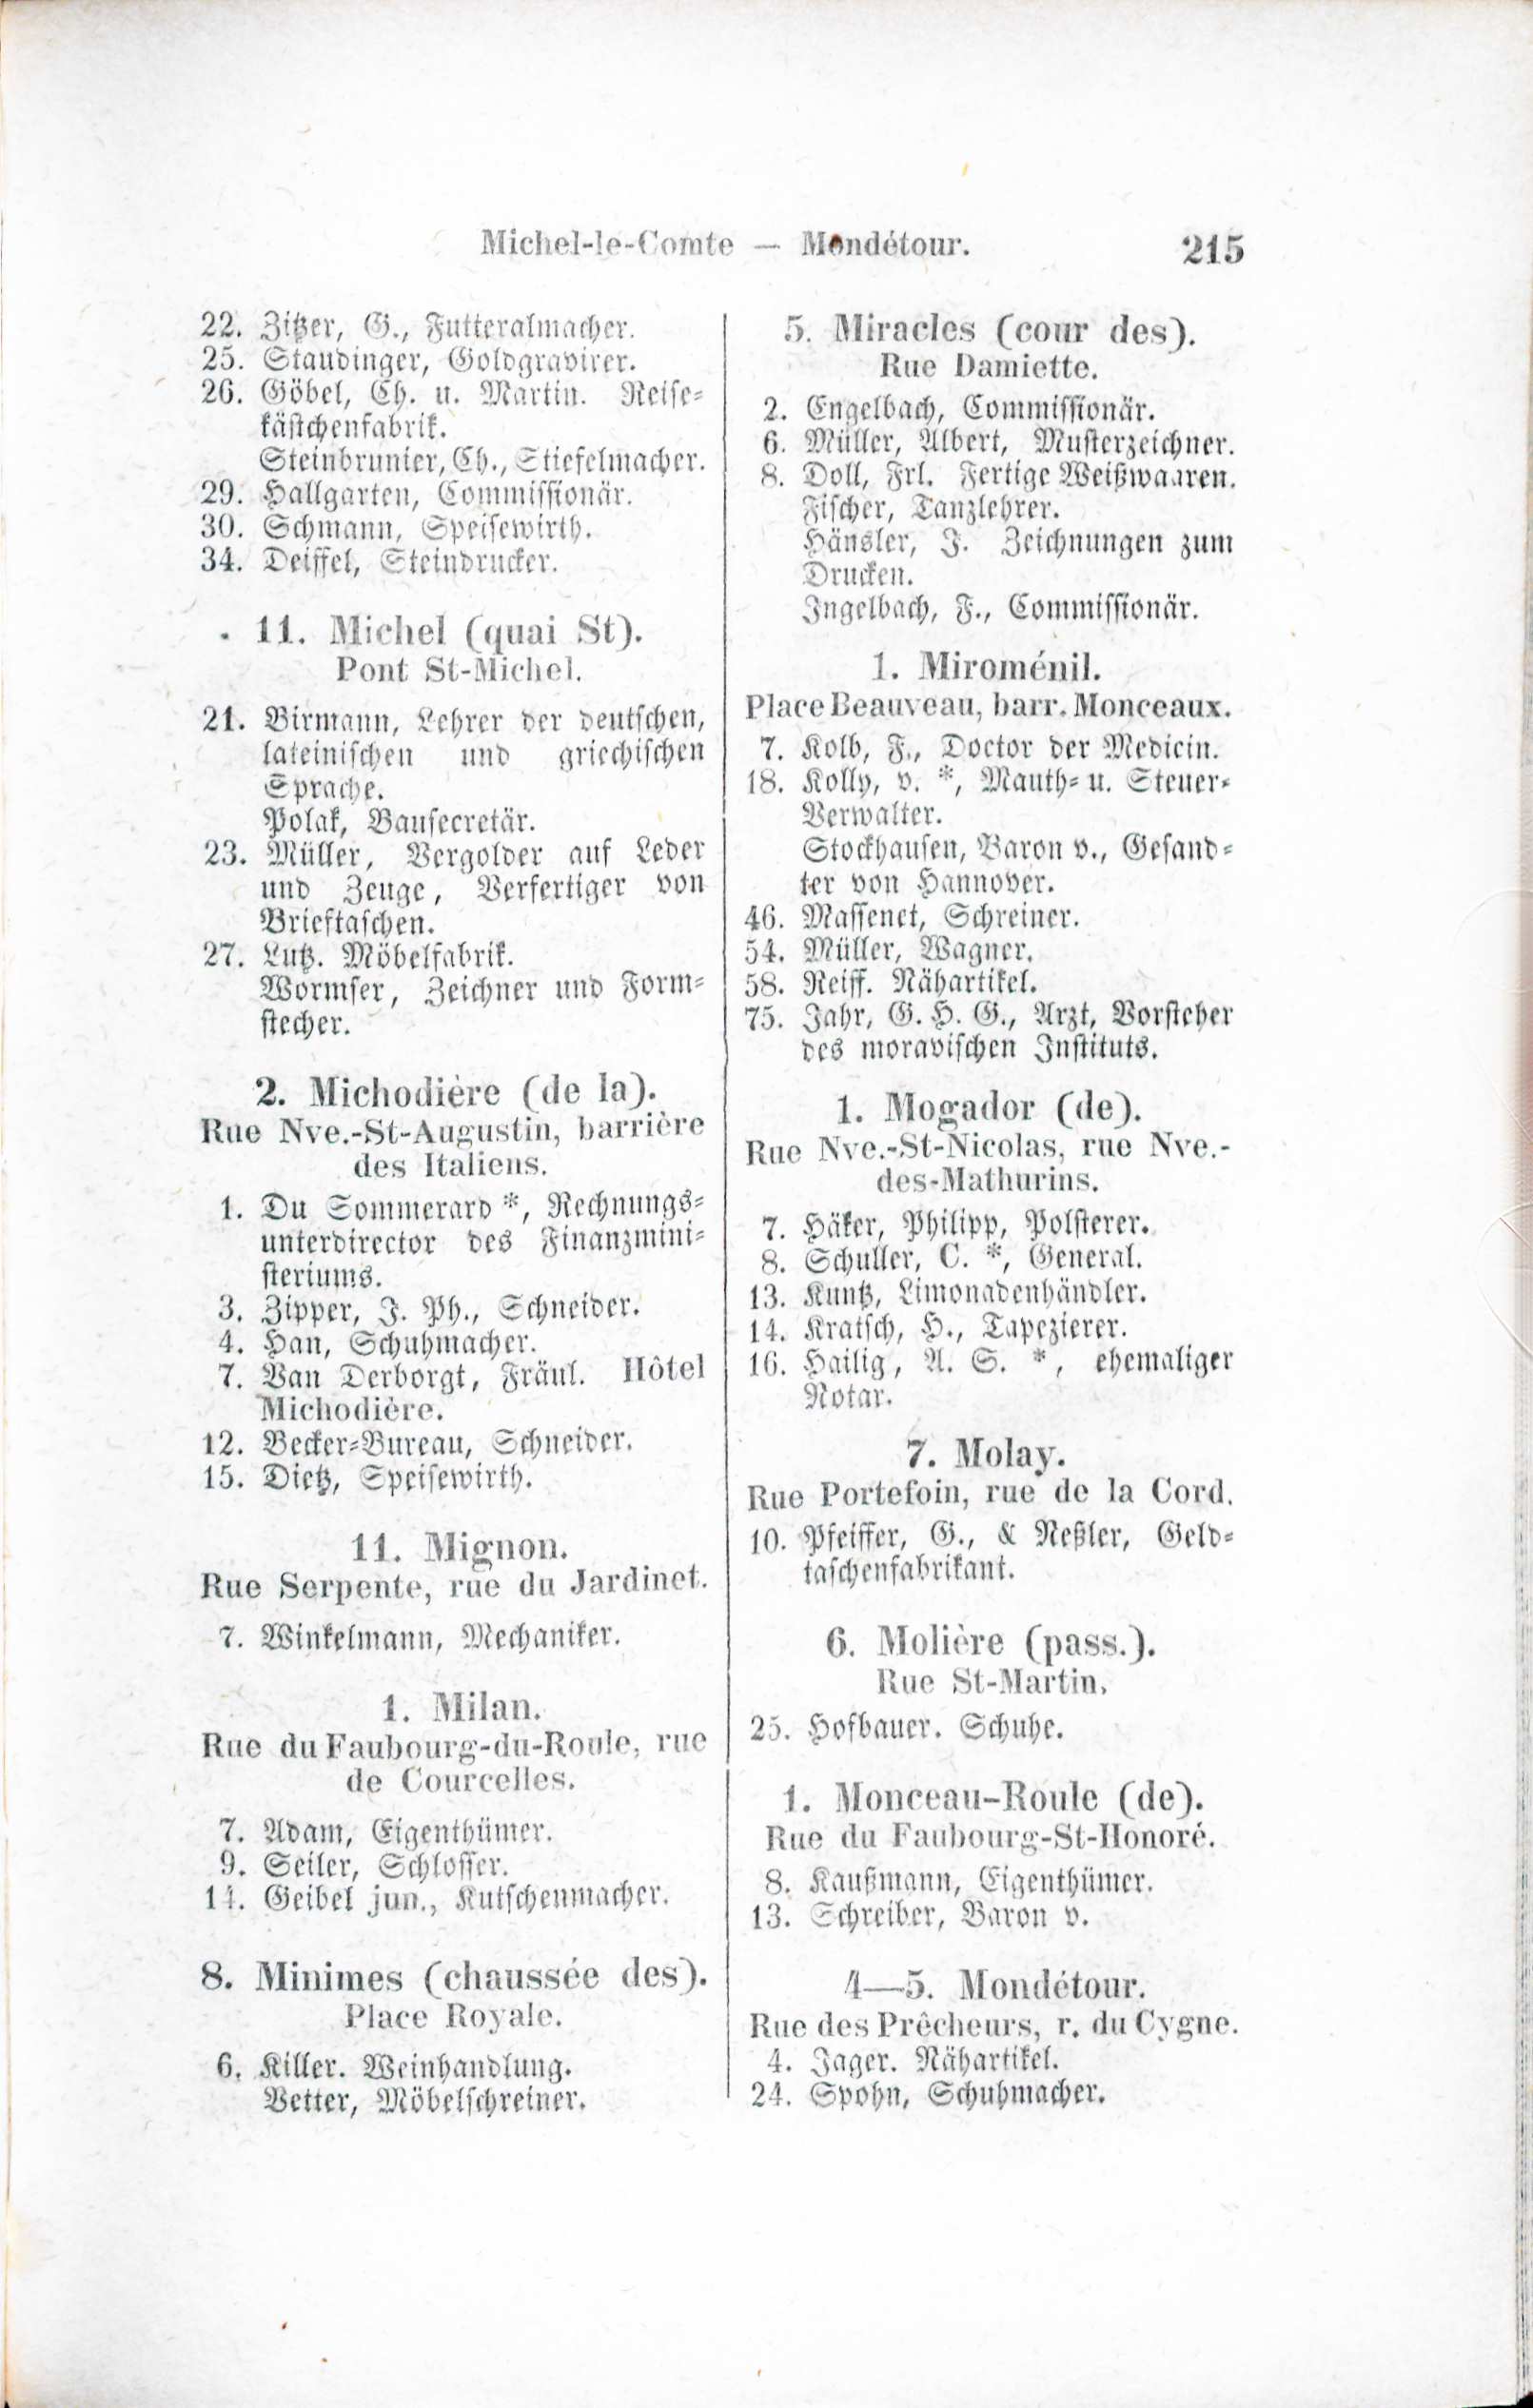 Michel-le-Comte — Mondétour. 215
22. Zitzer, G., Futteralmacher.
25. Staudinger, Goldgravirer.
26. Göbel, Ch. u. Martin. Reise-
kästchenfabrik.
Steinbrunier, Ch., Stiefelmacher.
29. Hallgarten, Commissionär.
30. Schmann, Speisewirth.
34. Deiffel, Steindrucker.
11. Michel (quai St).
Pont St-Michel.
21. Birmann, Lehrer der deutschen,
lateinischen und griechischen
Sprache.
Polak, Bausecretär.
23. Müller, Vergolder auf Leder
und Zeuge, Verfertiger von
Brieftaschen.
27. Lutz. Möbelfabrik.
Wormser, Zeichner und Form-
stecher.
2. Michodière (de la).
Rue Nve.-St-Augustin, barrière
des Italiens.
1. Du Sommerard *, Rechnungs-
unterdirector des Finanzmini-
steriums.
3. Zipper, J. Ph., Schneider.
4. Han, Schuhmacher.
7. Van Derborgt, Fräul. Hôtel
Michodière.
12. Becker-Bureau, Schneider.
15. Dietz, Speisewirth.
11. Mignon.
Rue Serpente, rue du Jardinet.
7. Winkelmann, Mechaniker.
1. Milan.
Rue du Faubourg-du-Roule, rue
de Courcelles.
7. Adam, Eigenthümer.
9. Seiler, Schlosser.
14. Geibel jun., Kutschenmacher.
8. Minimes (chaussée des).
Place Royale.
6. Killer. Weinhandlung.
Vetter, Möbelschreiner.
5. Miracles (cour des).
Rue Damiette.
2. Engelbach, Commissionär.
6. Müller, Albert, Musterzeichner.
8. Doll, Frl. Fertige Weißwaaren.
Fischer, Tanzlehrer.
Hänsler, J. Zeichnungen zum
Drucken.
Ingelbach, F., Commissionär.
1. Miroménil.
Place Beauveau, barr. Monceaux.
7. Kolb, F., Doctor der Medicin.
18. Kolly, v. *, Mauth- u. Steuer-
Verwalter.
Stockhausen, Baron v., Gesand-
ter von Hannover.
46. Massenet, Schreiner.
54. Müller, Wagner.
58. Reiff. Nähartikel.
75. Jahr, G. H. G., Arzt, Vorsteher
des moravischen Instituts.
1. Mogador (de).
Rue Nve.-St-Nicolas, rue Nve.-
des-Mathurins.
7. Häker, Philipp, Polsterer.
8. Schuller, C. *, General.
13. Kuntz, Limonadenhändler.
14. Kratsch, H., Tapezierer.
16. Hailig, A. S. *, ehemaliger
Notar.
7. Molay.
Rue Portefoin, rue de la Cord.
10. Pfeiffer, G., & Neßler, Geld-
taschenfabrikant.
6. Molière (pass.).
Rue St-Martin.
25. Hofbauer. Schuhe.
1. Monceau-Roule (de).
Rue du Faubourg-St-Honoré.
8. Kaußmann, Eigenthümer.
13. Schreiber, Baron v.
4—5. Mondétour.
Rue des Prêcheurs, r. du Cygne.
4. Jager. Nähartikel.
24. Spohn, Schuhmacher.